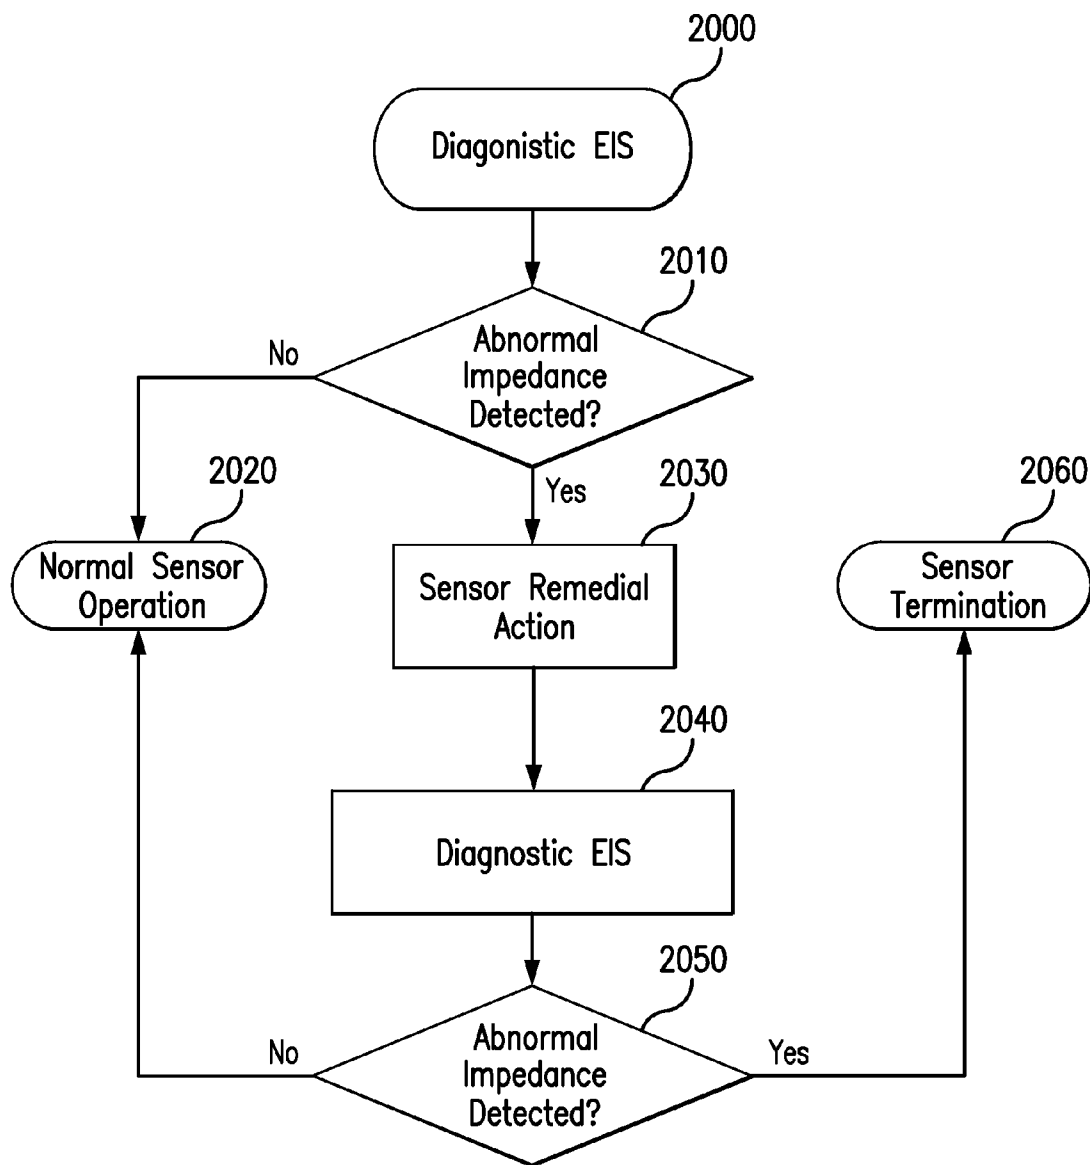 2000
Diagonistic EIS
2010
Abnormal
Impedance
Detected?
No
Yes
2020
Normal Sensor
Operation
2030
Sensor Remedial
Action
2060
Sensor
Termination
2040
Diagnostic EIS
2050
Abnormal
Impedance
Detected?
No
Yes